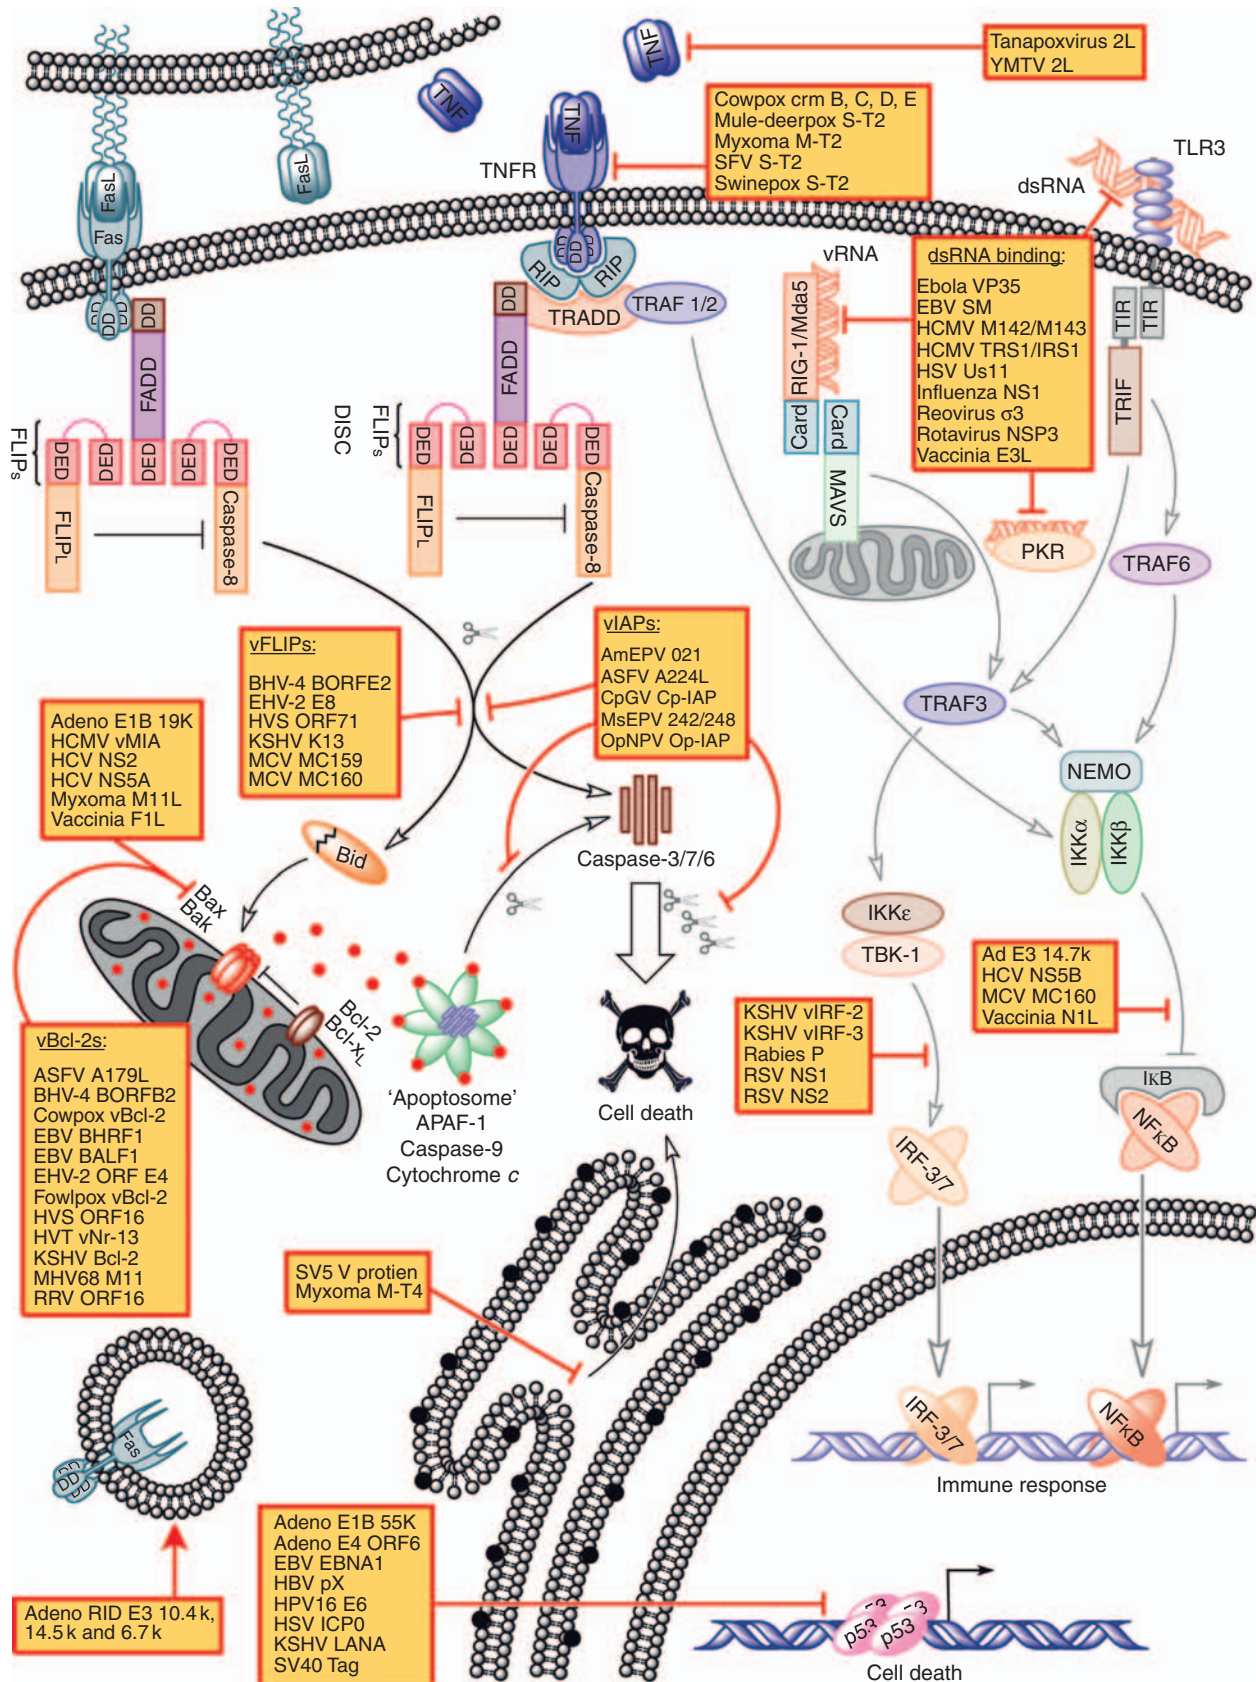 TNF
Tanapoxvirus 2L
YMTV 2L
TNF
TNF
Cowpox crm B, C, D, E
Mule-deerpox S-T2
Myxoma M-T2
SFV S-T2
Swinepox S-T2
TNFR
FasL
FasL
Fas
TLR3
dsRNA
DD
DD
DD
DD
DD
RIP
RIP
DD
TRADD
TRAF 1/2
FADD
FADD
vRNA
RIG-1/Mda5
Card
Card
MAVS
dsRNA binding:
Ebola VP35
EBV SM
HCMV M142/M143
HCMV TRS1/IRS1
HSV Us11
Influenza NS1
Reovirus σ3
Rotavirus NSP3
Vaccinia E3L
TIR
TIR
TRIF
PKR
TRAF6
FLIPs
DED
DED
DED
DED
DED
FLIPL
Caspase-8
DISC
FLIPs
DED
DED
DED
DED
DED
FLIPL
Caspase-8
vFLIPs:
BHV-4 BORFE2
EHV-2 E8
HVS ORF71
KSHV K13
MCV MC159
MCV MC160
vIAPs:
AmEPV 021
ASFV A224L
CpGV Cp-IAP
MsEPV 242/248
OpNPV Op-IAP
TRAF3
NEMO
IKKα
IKKβ
Adeno E1B 19K
HCMV vMIA
HCV NS2
HCV NS5A
Myxoma M11L
Vaccinia F1L
Bid
Caspase-3/7/6
Bax
Bak
Bcl-2
Bcl-xL
IKKε
TBK-1
Ad E3 14.7k
HCV NS5B
MCV MC160
Vaccinia N1L
KSHV vIRF-2
KSHV vIRF-3
Rabies P
RSV NS1
RSV NS2
IκB
NFκB
IRF-3/7
vBcl-2s:
ASFV A179L
BHV-4 BORFB2
Cowpox vBcl-2
EBV BHRF1
EBV BALF1
EHV-2 ORF E4
Fowlpox vBcl-2
HVS ORF16
HVT vNr-13
KSHV Bcl-2
MHV68 M11
RRV ORF16
'Apoptosome'
APAF-1
Caspase-9
Cytochrome c
Cell death
SV5 V protien
Myxoma M-T4
Fas
DD
DD
IRF-3/7
NFκB
Immune response
Adeno RID E3 10.4k,
14.5k and 6.7k
Adeno E1B 55K
Adeno E4 ORF6
EBV EBNA1
HBV pX
HPV16 E6
HSV ICP0
KSHV LANA
SV40 Tag
p53
p53
Cell death